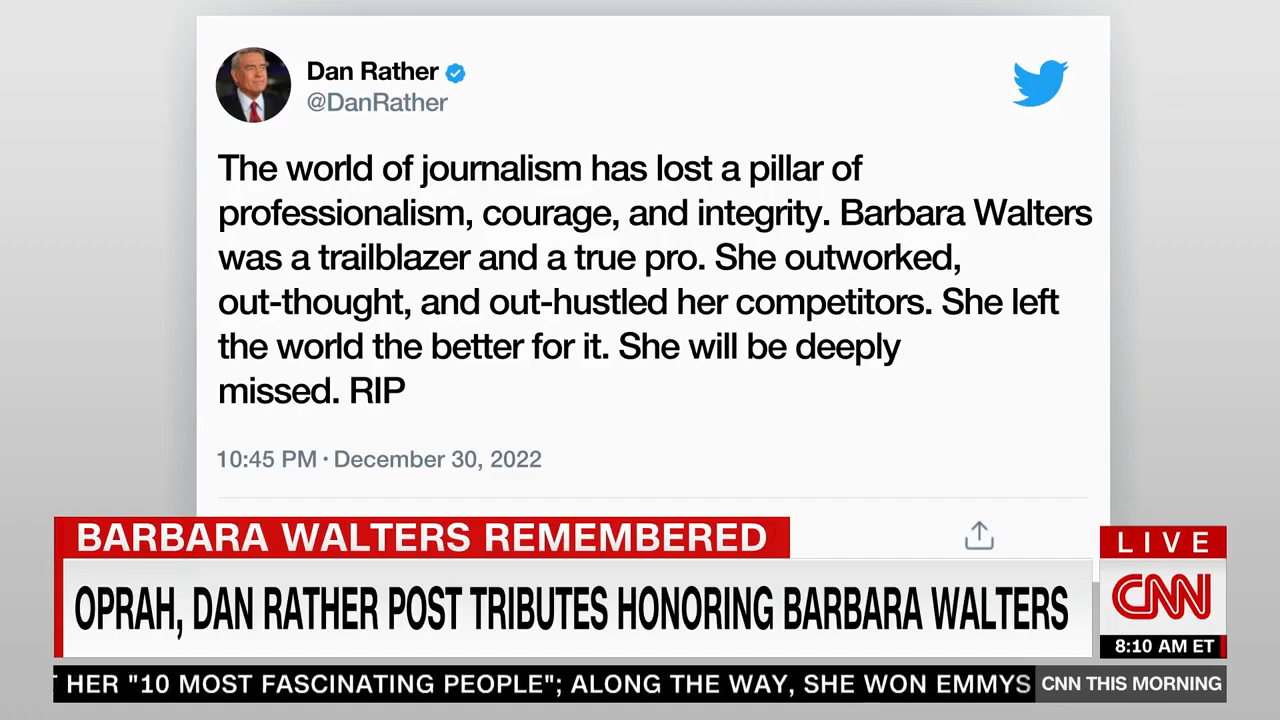 Dan Rather
@DanRather
The world of journalism has lost a pillar of
professionalism, courage, and integrity. Barbara Walters
was a trailblazer and a true pro. She outworked,
out-thought, and out-hustled her competitors. She left
the world the better for it. She will be deeply
missed. RIP
10:45 PM · December 30, 2022
BARBARA WALTERS REMEMBERED
OPRAH, DAN RATHER POST TRIBUTES HONORING BARBARA WALTERS
LIVE
CNN
8:10 AM ET
HER "10 MOST FASCINATING PEOPLE"; ALONG THE WAY, SHE WON EMMYS
CNN THIS MORNING